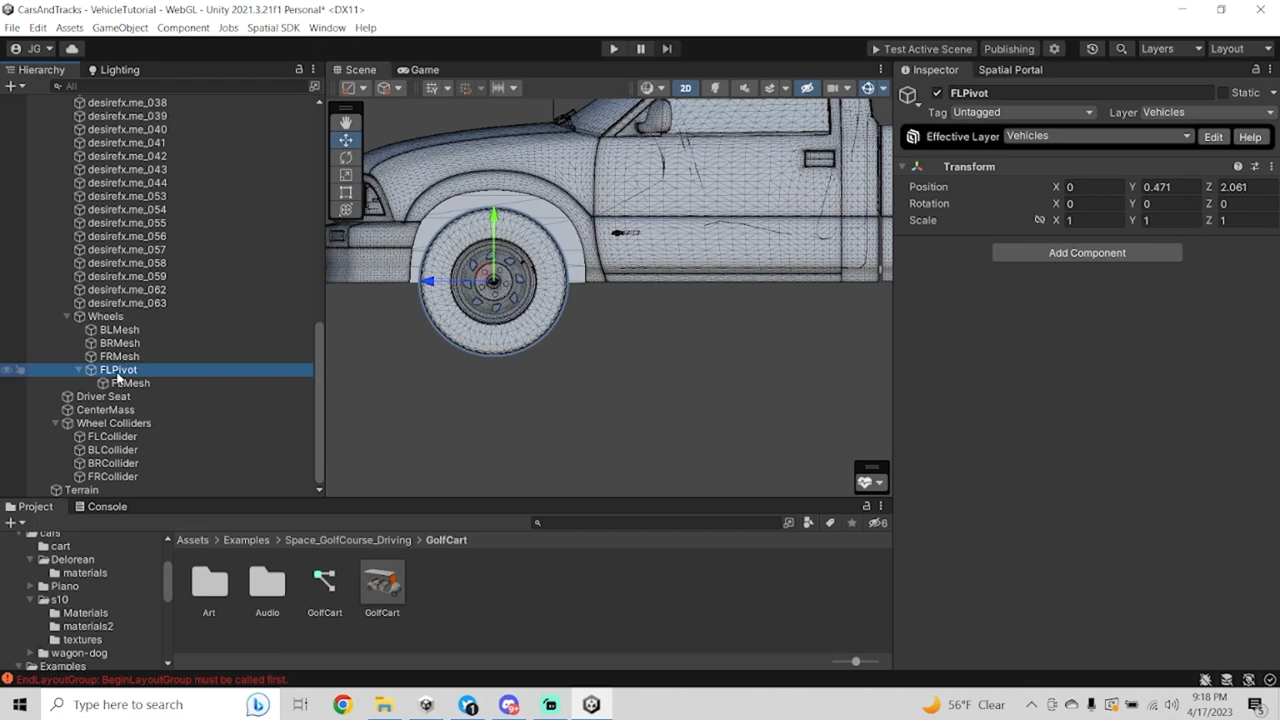 CarsAndTracks - VehicleTutorial - WebGL - Unity 2021.3.21f1 Personal* <DX11>
File Edit Assets GameObject Component Jobs Spatial SDK Window Help
JG Test Active Scene Publishing Layers Layout
Hierarchy Lighting Scene Game Inspector Spatial Portal
All 2D FLPivot Static
Tag Untagged Layer Vehicles
Effective Layer Vehicles Edit Help
Transform
Position X 0 Y 0.471 Z 2.061
Rotation X 0 Y 0 Z 0
Scale X 1 Y 1 Z 1
Add Component
desirefx.me_038
desirefx.me_039
desirefx.me_040
desirefx.me_041
desirefx.me_042
desirefx.me_043
desirefx.me_044
desirefx.me_053
desirefx.me_054
desirefx.me_055
desirefx.me_056
desirefx.me_057
desirefx.me_058
desirefx.me_059
desirefx.me_062
desirefx.me_063
Wheels
BLMesh
BRMesh
FRMesh
FLPivot
FLMesh
Driver Seat
CenterMass
Wheel Colliders
FLCollider
BLCollider
BRCollider
FRCollider
Terrain
Project Console
6
cars
cart
Delorean
materials
Piano
s10
Materials
materials2
textures
wagon-dog
Examples
Assets Examples Space_GolfCourse_Driving GolfCart
Art Audio GolfCart GolfCart
EndLayoutGroup: BeginLayoutGroup must be called first.
Type here to search
56°F Clear
9:18 PM
4/17/2023